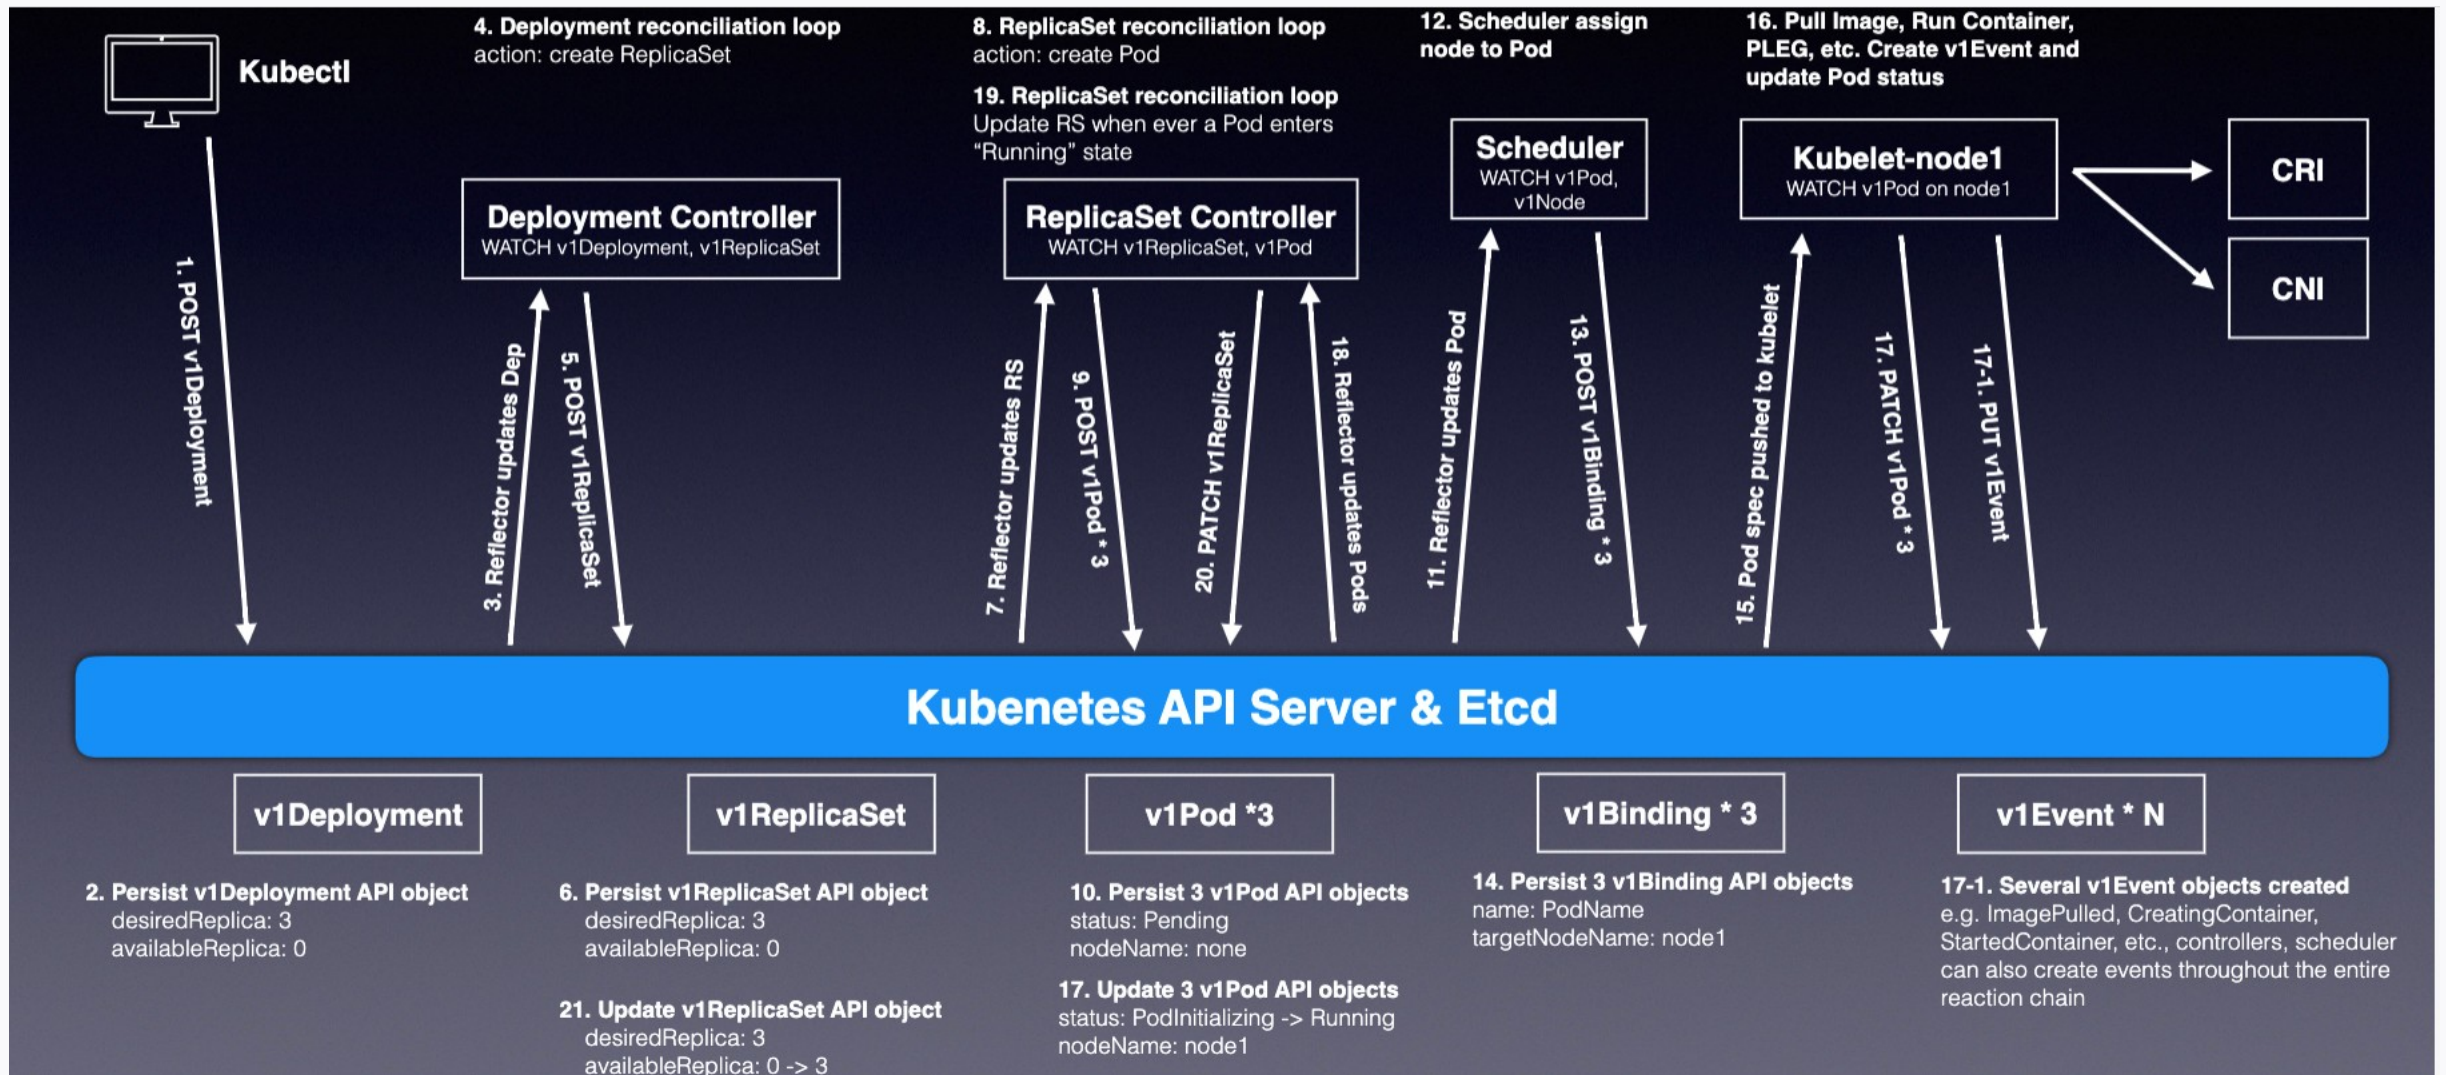 Kubectl
1. POST v1Deployment
4. Deployment reconciliation loop
action: create ReplicaSet
Deployment Controller
WATCH v1Deployment, v1ReplicaSet
3. Reflector updates Dep
5. POST v1ReplicaSet
8. ReplicaSet reconciliation loop
action: create Pod
19. ReplicaSet reconciliation loop
Update RS when ever a Pod enters
“Running” state
ReplicaSet Controller
WATCH v1ReplicaSet, v1Pod
7. Reflector updates RS
9. POST v1Pod * 3
20. PATCH v1ReplicaSet
18. Reflector updates Pods
12. Scheduler assign
node to Pod
Scheduler
WATCH v1Pod,
v1Node
11. Reflector updates Pod
13. POST v1Binding * 3
16. Pull Image, Run Container,
PLEG, etc. Create v1Event and
update Pod status
Kubelet-node1
WATCH v1Pod on node1
15. Pod spec pushed to kubelet
17. PATCH v1Pod * 3
17-1. PUT v1Event
CRI
CNI
Kubenetes API Server & Etcd
v1Deployment
2. Persist v1Deployment API object
desiredReplica: 3
availableReplica: 0
v1ReplicaSet
6. Persist v1ReplicaSet API object
desiredReplica: 3
availableReplica: 0
21. Update v1ReplicaSet API object
desiredReplica: 3
availableReplica: 0 -> 3
v1Pod *3
10. Persist 3 v1Pod API objects
status: Pending
nodeName: none
17. Update 3 v1Pod API objects
status: PodInitializing -> Running
nodeName: node1
v1Binding * 3
14. Persist 3 v1Binding API objects
name: PodName
targetNodeName: node1
v1Event * N
17-1. Several v1Event objects created
e.g. ImagePulled, CreatingContainer,
StartedContainer, etc., controllers, scheduler
can also create events throughout the entire
reaction chain